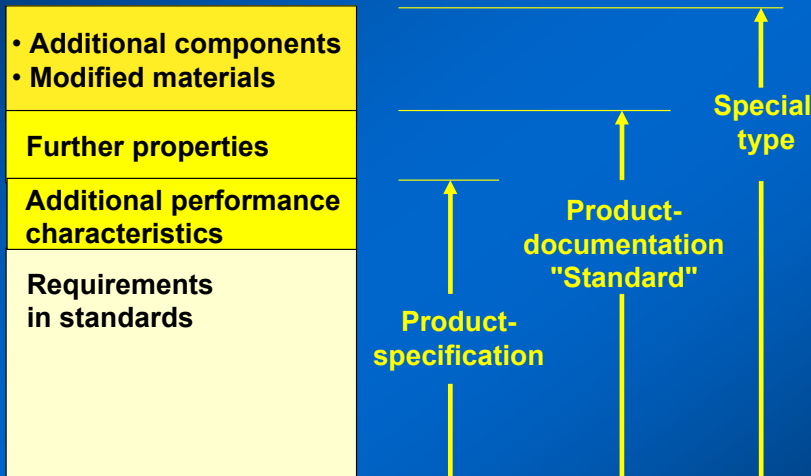 • Additional components
• Modified materials
Further properties
Additional performance
characteristics
Requirements
in standards
Product-
specification
Product-
documentation
"Standard"
Special
type